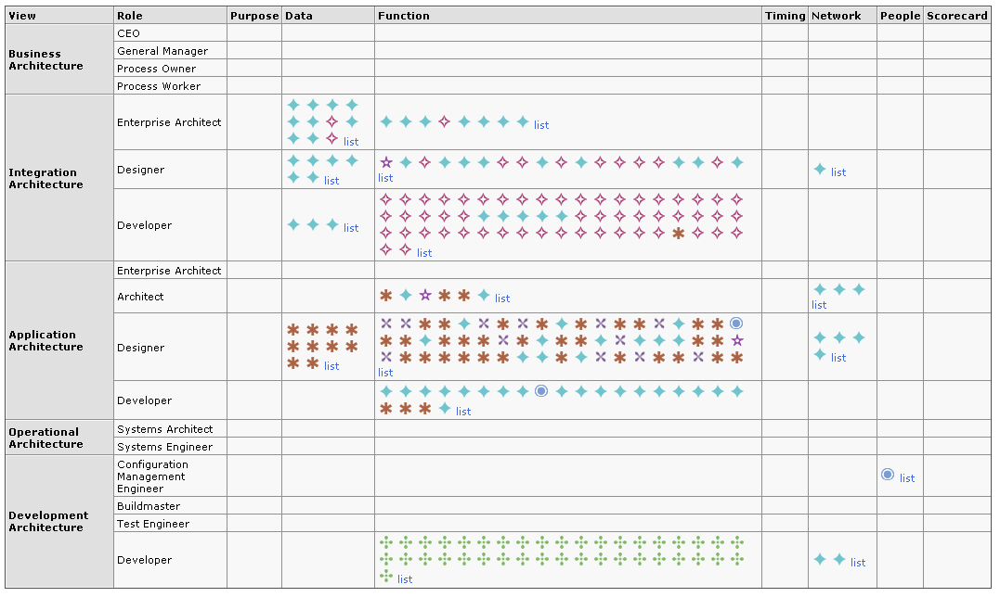 View Role Purpose Data Function Timing Network People Scorecard
Business
Architecture
CEO
General Manager
Process Owner
Process Worker
Integration
Architecture
Enterprise Architect
list
list
Designer
list
list
list
Developer
list
list
Application
Architecture
Enterprise Architect
Architect
list
list
Designer
list
list
list
Developer
list
Operational
Architecture
Systems Architect
Systems Engineer
Development
Architecture
Configuration
Management
Engineer
list
Buildmaster
Test Engineer
Developer
list
list